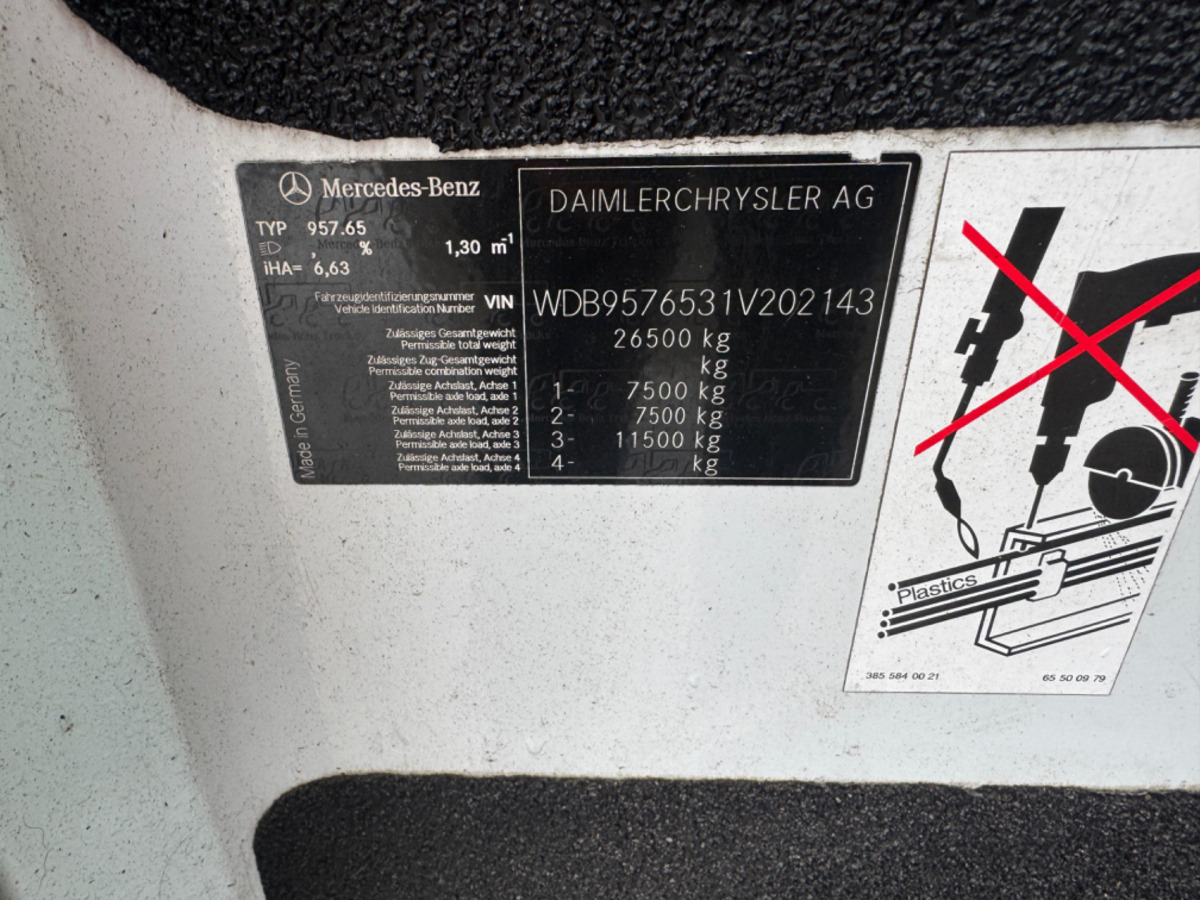 Mercedes-Benz
DAIMLERCHRYSLER AG
TYP 957.65
, % 1,30 m-1
iHA= 6,63
Fahrzeugidentifizierungsnummer
Vehicle Identification Number
VIN WDB9576531V202143
Zulässiges Gesamtgewicht
Permissible total weight
26500 kg
Zulässiges Zug-Gesamtgewicht
Permissible combination weight
kg
Zulässige Achslast, Achse 1
Permissible axle load, axle 1
1- 7500 kg
Zulässige Achslast, Achse 2
Permissible axle load, axle 2
2- 7500 kg
Zulässige Achslast, Achse 3
Permissible axle load, axle 3
3- 11500 kg
Zulässige Achslast, Achse 4
Permissible axle load, axle 4
4- kg
Made in Germany
Plastics
385 584 00 21
65 50 09 79